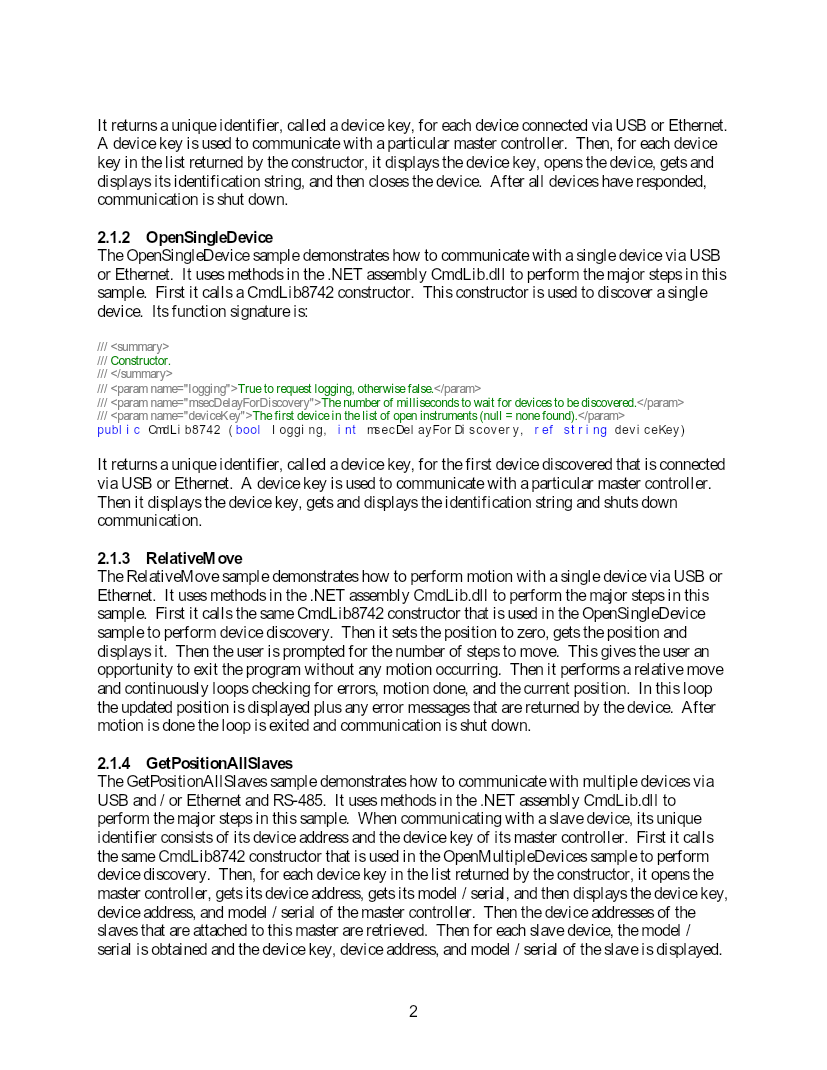 It returns a unique identifier, called a device key, for each device connected via USB or Ethernet.
A device key is used to communicate with a particular master controller.  Then, for each device
key in the list returned by the constructor, it displays the device key, opens the device, gets and
displays its identification string, and then closes the device.  After all devices have responded,
communication is shut down.
2.1.2 OpenSingleDevice
The OpenSingleDevice sample demonstrates how to communicate with a single device via USB
or Ethernet.  It uses methods in the .NET assembly CmdLib.dll to perform the major steps in this
sample.  First it calls a CmdLib8742 constructor.  This constructor is used to discover a single
device.  Its function signature is:
/// <summary>
/// Constructor.
/// </summary>
/// <param name="logging">True to request logging, otherwise false.</param>
/// <param name="msecDelayForDiscovery">The number of milliseconds to wait for devices to be discovered.</param>
/// <param name="deviceKey">The first device in the list of open instruments (null = none found).</param>
public CmdLib8742 (bool logging, int msecDelayForDiscovery, ref string deviceKey)
It returns a unique identifier, called a device key, for the first device discovered that is connected
via USB or Ethernet.  A device key is used to communicate with a particular master controller.
Then it displays the device key, gets and displays the identification string and shuts down
communication.
2.1.3 RelativeMove
The RelativeMove sample demonstrates how to perform motion with a single device via USB or
Ethernet.  It uses methods in the .NET assembly CmdLib.dll to perform the major steps in this
sample.  First it calls the same CmdLib8742 constructor that is used in the OpenSingleDevice
sample to perform device discovery.  Then it sets the position to zero, gets the position and
displays it.  Then the user is prompted for the number of steps to move.  This gives the user an
opportunity to exit the program without any motion occurring.  Then it performs a relative move
and continuously loops checking for errors, motion done, and the current position.  In this loop
the updated position is displayed plus any error messages that are returned by the device.  After
motion is done the loop is exited and communication is shut down.
2.1.4 GetPositionAllSlaves
The GetPositionAllSlaves sample demonstrates how to communicate with multiple devices via
USB and / or Ethernet and RS-485.  It uses methods in the .NET assembly CmdLib.dll to
perform the major steps in this sample.  When communicating with a slave device, its unique
identifier consists of its device address and the device key of its master controller.  First it calls
the same CmdLib8742 constructor that is used in the OpenMultipleDevices sample to perform
device discovery.  Then, for each device key in the list returned by the constructor, it opens the
master controller, gets its device address, gets its model / serial, and then displays the device key,
device address, and model / serial of the master controller.  Then the device addresses of the
slaves that are attached to this master are retrieved.  Then for each slave device, the model /
serial is obtained and the device key, device address, and model / serial of the slave is displayed.
2